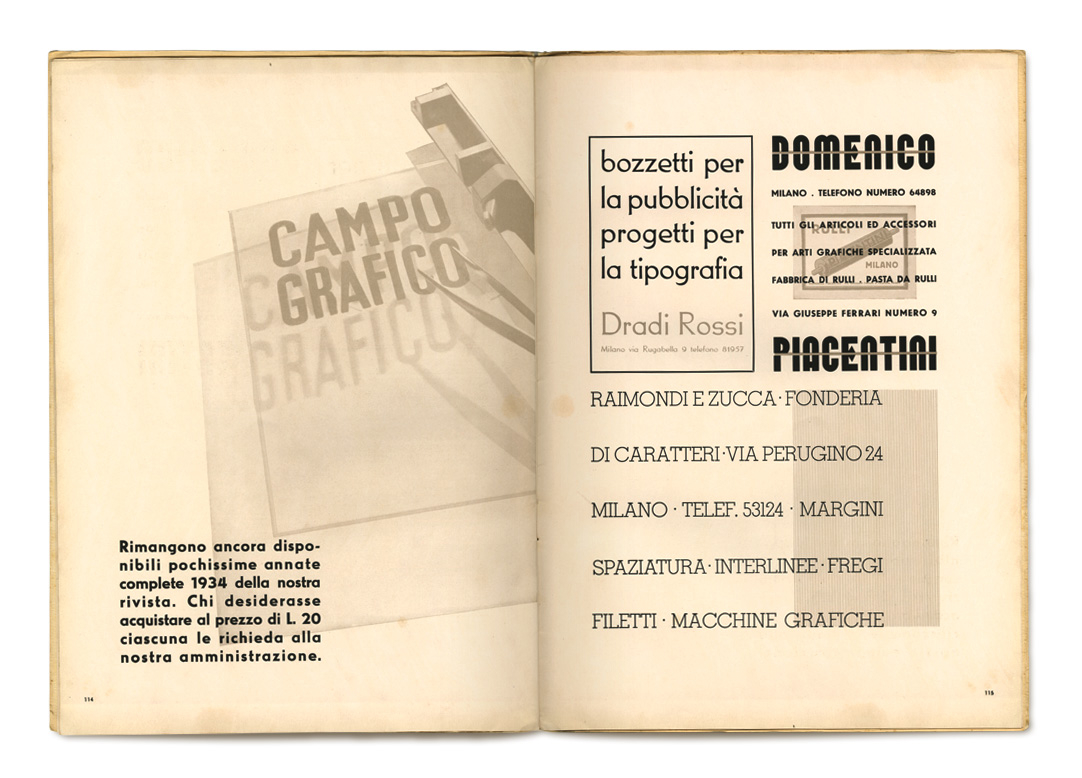 CAMPO
GRAFICO
CAMPO
GRAFICO
Rimangono ancora dispo-
nibili pochissime annate
complete 1934 della nostra
rivista. Chi desiderasse
acquistare al prezzo di L. 20
ciascuna le richieda alla
nostra amministrazione.
114
bozzetti per
la pubblicità
progetti per
la tipografia
Dradi Rossi
Milano via Rugabella 9 telefono 81957
DOMENICO
MILANO . TELEFONO NUMERO 64898
TUTTI GLI ARTICOLI ED ACCESSORI
RULLI
PER ARTI GRAFICHE SPECIALIZZATA
MILANO
FABBRICA DI RULLI . PASTA DA RULLI
VIA GIUSEPPE FERRARI NUMERO 9
PIACENTINI
RAIMONDI E ZUCCA · FONDERIA
DI CARATTERI · VIA PERUGINO 24
MILANO · TELEF. 53124 · MARGINI
SPAZIATURA · INTERLINEE · FREGI
FILETTI · MACCHINE GRAFICHE